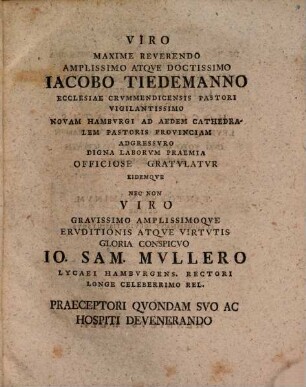 VIRO
MAXIME REVERENDO
AMPLISSIMO ATQVE DOCTISSIMO
IACOBO TIEDEMANNO
ECCLESIAE CRVMMENDICENSIS PASTORI
VIGILANTISSIMO
NOVAM HAMBVRGI AD AEDEM CATHEDRA-
LEM PASTORIS PROVINCIAM
ADGRESSVRO
DIGNA LABORVM PRAEMIA
OFFICIOSE GRATVLATVR
EIDEMQVE
NEC NON
VIRO
GRAVISSIMO AMPLISSIMOQVE
ERVDITIONIS ATQVE VIRTVTIS
GLORIA CONSPICVO
IO. SAM. MVLLERO
LYCAEI HAMBVRGENS. RECTORI
LONGE CELEBERRIMO REL.
PRAECEPTORI QVONDAM SVO AC
HOSPITI DEVENERANDO